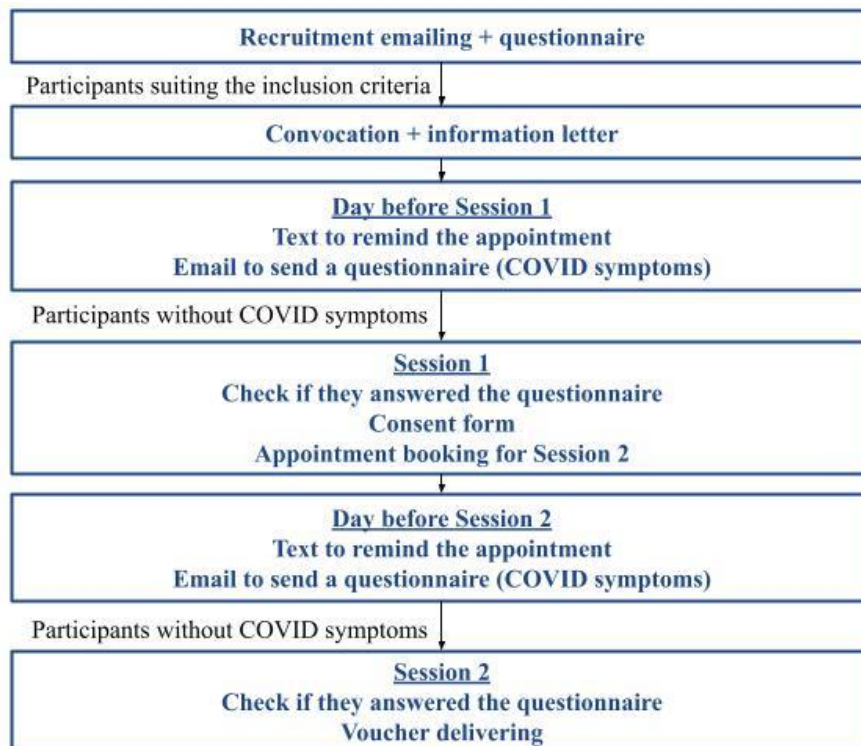 Recruitment emailing + questionnaire
Participants suiting the inclusion criteria
Convocation + information letter
Day before Session 1
Text to remind the appointment
Email to send a questionnaire (COVID symptoms)
Participants without COVID symptoms
Session 1
Check if they answered the questionnaire
Consent form
Appointment booking for Session 2
Day before Session 2
Text to remind the appointment
Email to send a questionnaire (COVID symptoms)
Participants without COVID symptoms
Session 2
Check if they answered the questionnaire
Voucher delivering